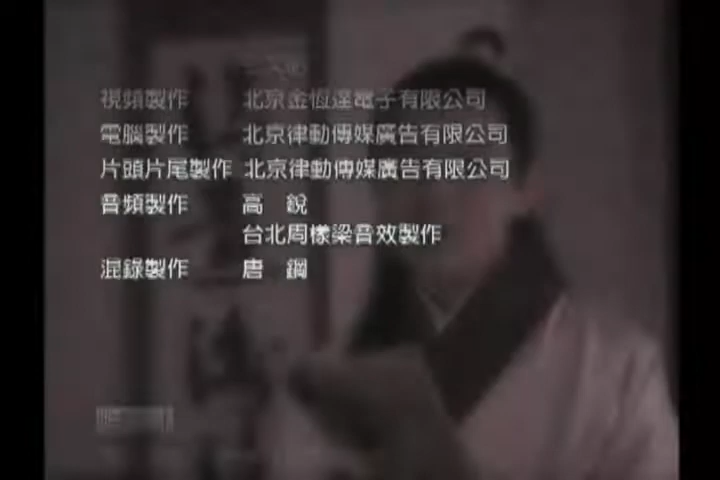 視頻製作 北京金恆達電子有限公司
電腦製作 北京律動傳媒廣告有限公司
片頭片尾製作 北京律動傳媒廣告有限公司
音頻製作 高 銳
台北周樣梁音效製作
混錄製作 唐 鋼